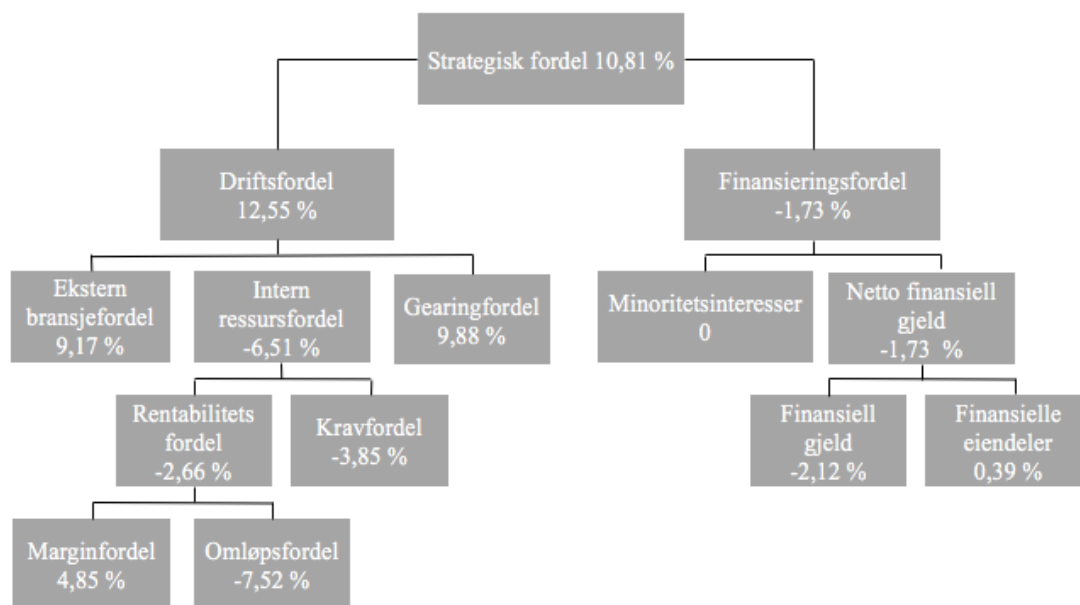 Strategisk fordel 10,81 %
Driftsfordel
12,55 %
Finansieringsfordel
-1,73 %
Ekstern
bransjefordel
9,17 %
Intern
ressursfordel
-6,51 %
Gearingfordel
9,88 %
Minoritetsinteresser
0
Netto finansiell
gjeld
-1,73 %
Rentabilitets
fordel
-2,66 %
Kravfordel
-3,85 %
Finansiell
gjeld
-2,12 %
Finansielle
eiendeler
0,39 %
Marginfordel
4,85 %
Omløpsfordel
-7,52 %